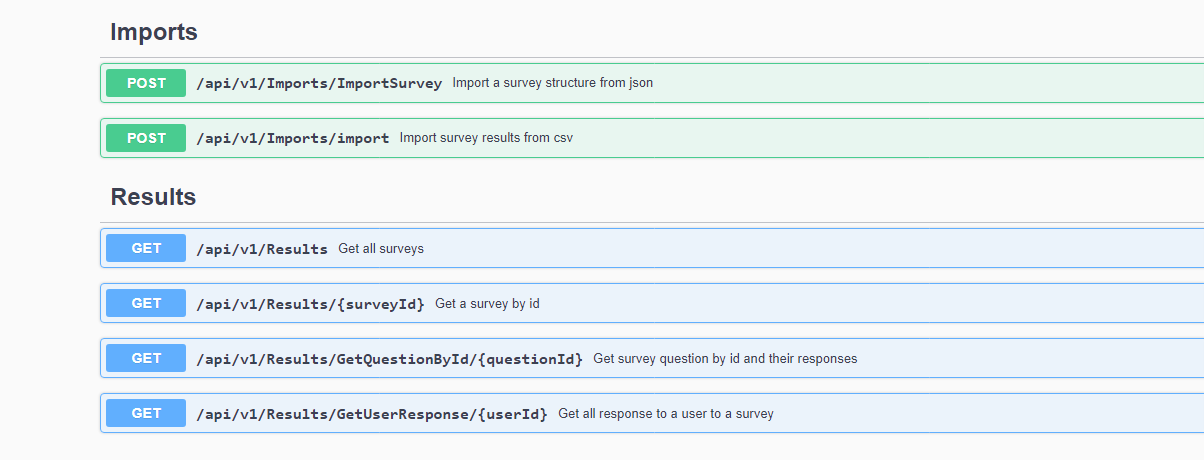 Imports
POST /api/v1/Imports/ImportSurvey Import a survey structure from json
POST /api/v1/Imports/import Import survey results from csv
Results
GET /api/v1/Results Get all surveys
GET /api/v1/Results/{surveyId} Get a survey by id
GET /api/v1/Results/GetQuestionById/{questionId} Get survey question by id and their responses
GET /api/v1/Results/GetUserResponse/{userId} Get all response to a user to a survey